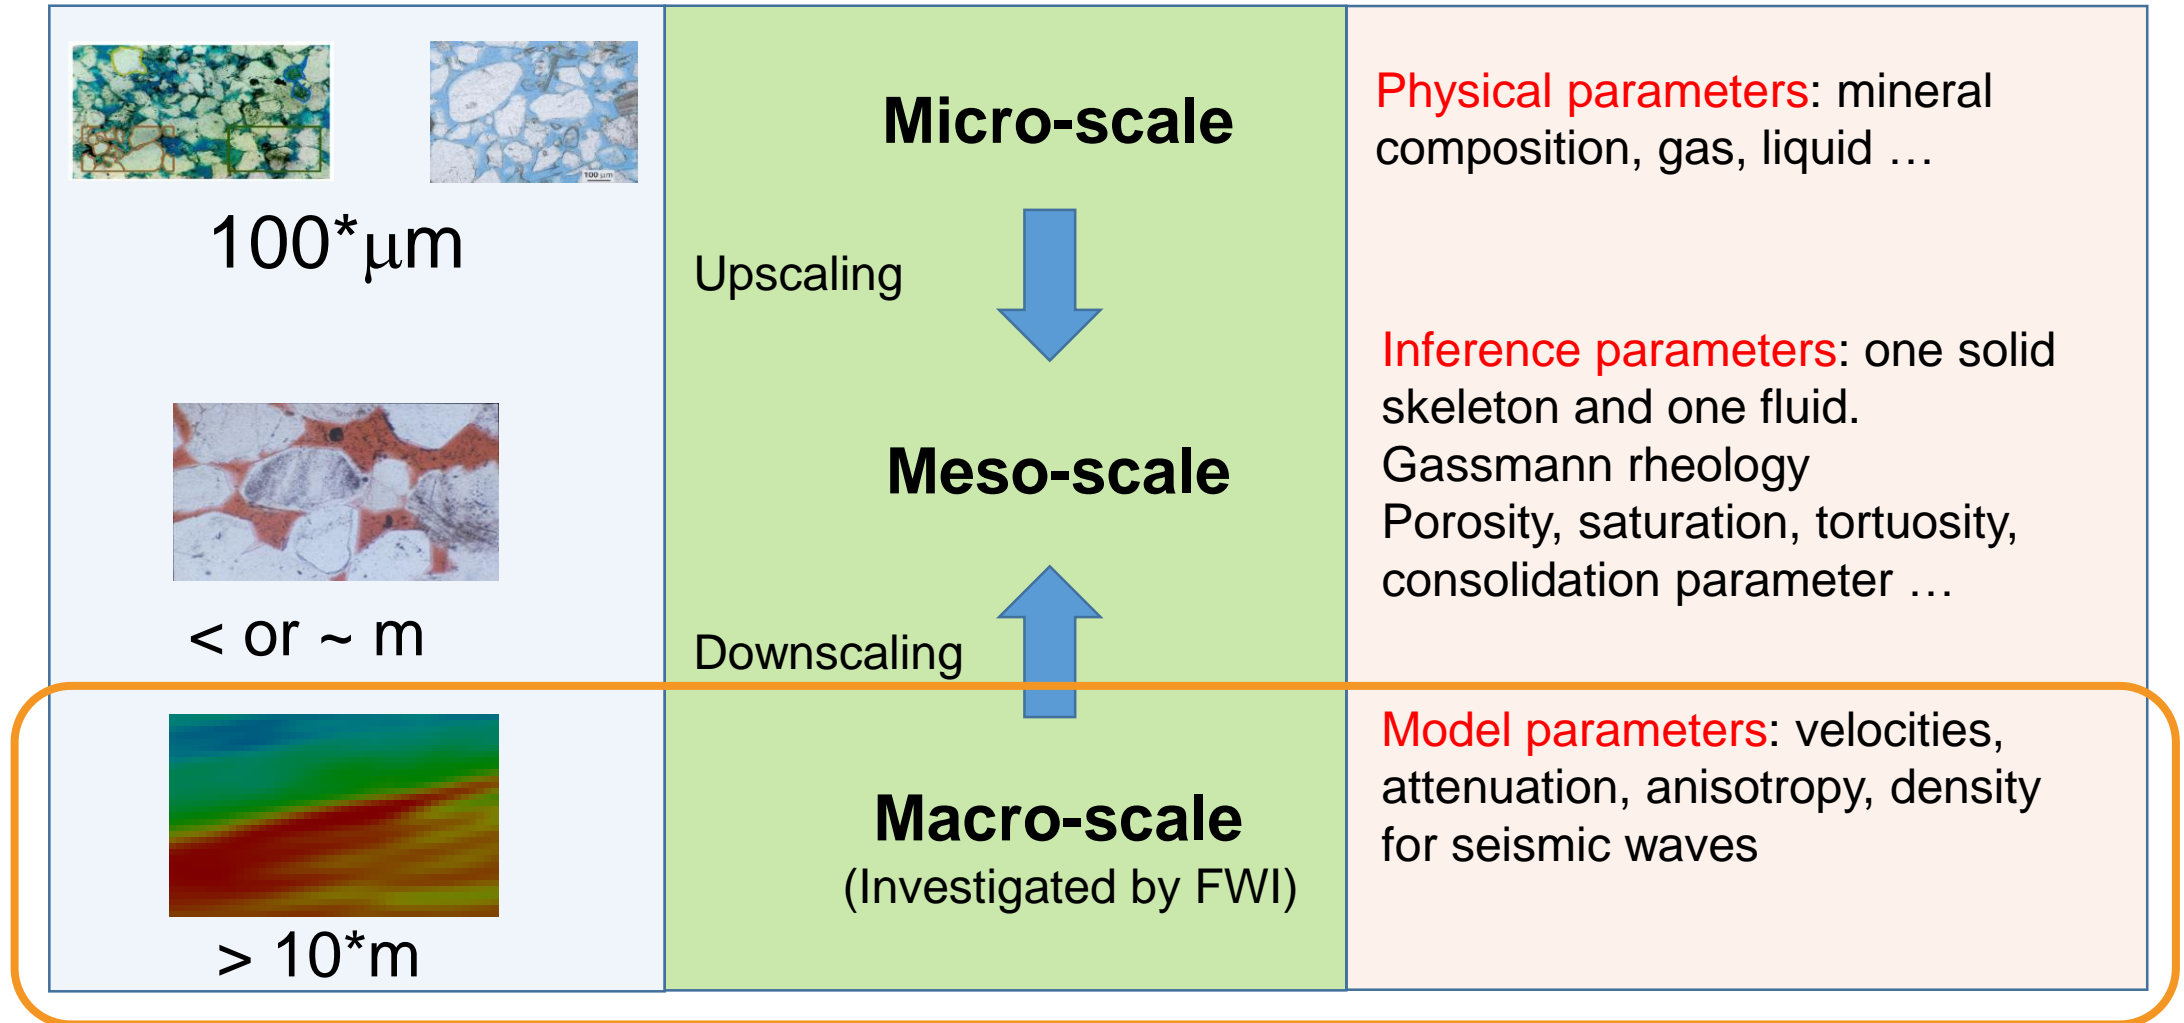 100 µm
100*μm
Micro-scale
Physical parameters: mineral
composition, gas, liquid …
Upscaling
< or ~ m
Meso-scale
Inference parameters: one solid
skeleton and one fluid.
Gassmann rheology
Porosity, saturation, tortuosity,
consolidation parameter …
Downscaling
> 10*m
Macro-scale
(Investigated by FWI)
Model parameters: velocities,
attenuation, anisotropy, density
for seismic waves